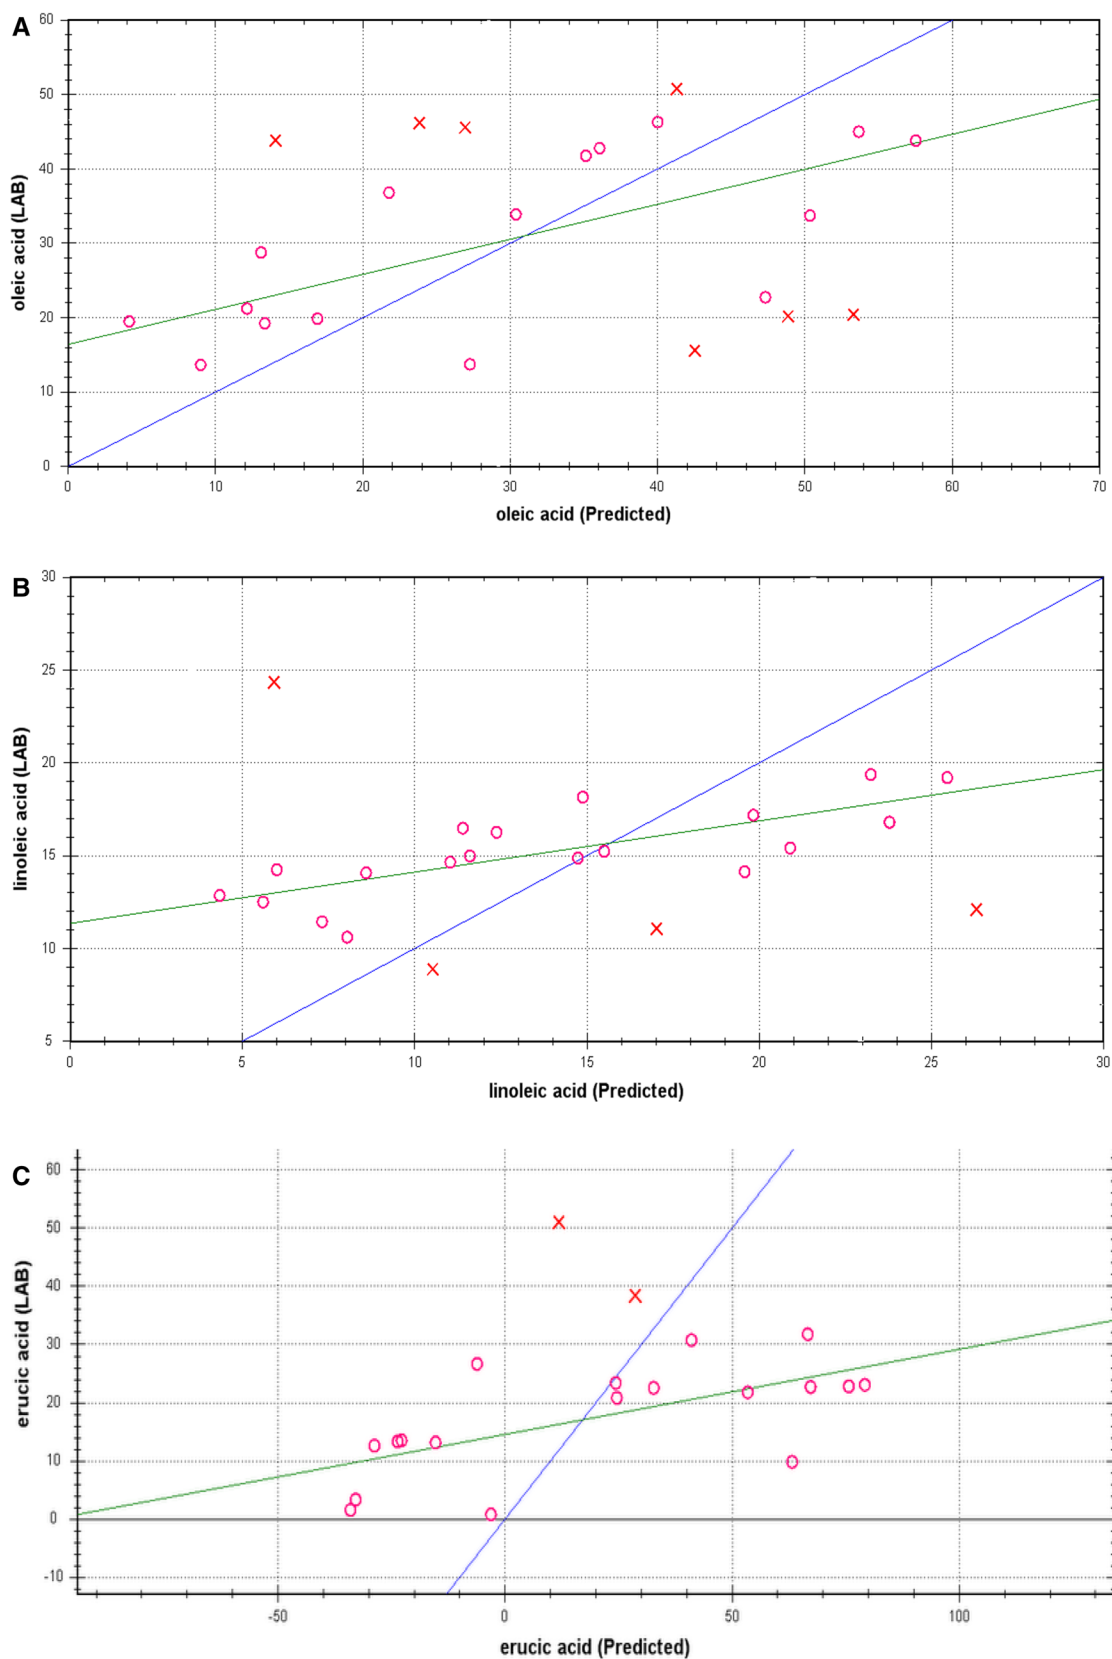 A
60
50
40
30
20
10
0
oleic acid (LAB)
0 10 20 30 40 50 60 70
oleic acid (Predicted)
B
30
25
20
15
10
5
linoleic acid (LAB)
0 5 10 15 20 25 30
linoleic acid (Predicted)
C
60
50
40
30
20
10
0
-10
erucic acid (LAB)
-50 0 50 100
erucic acid (Predicted)